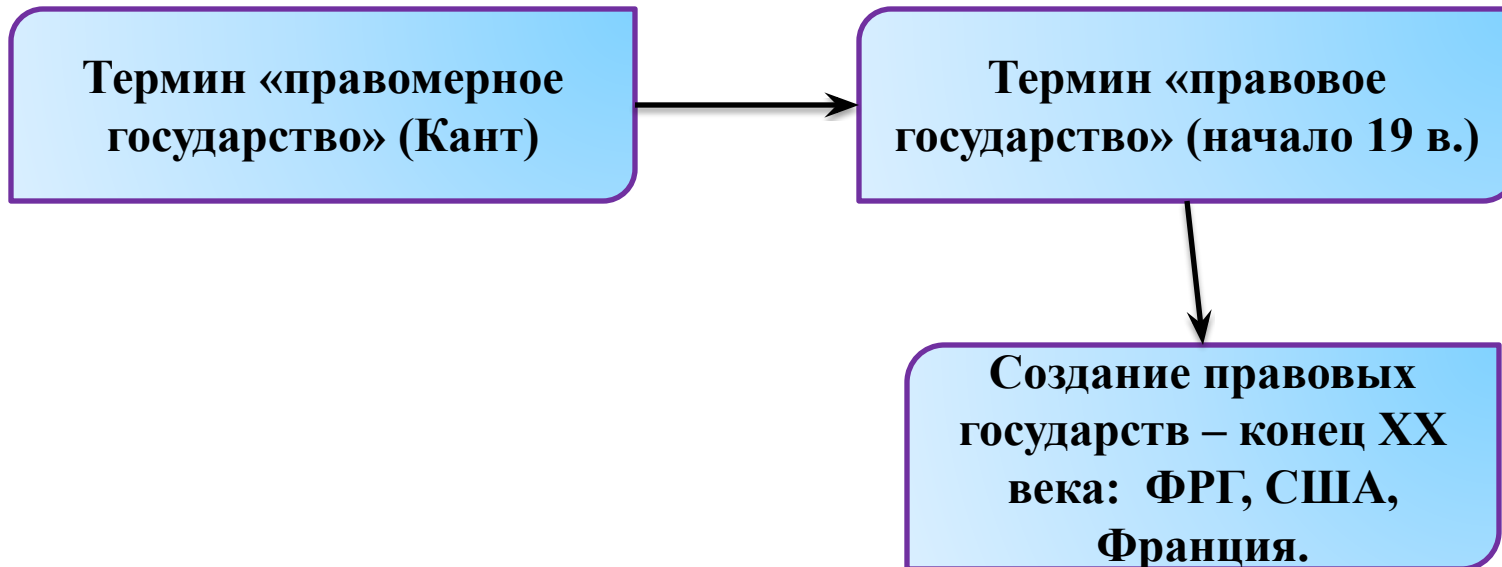 Термин «правомерное
государство» (Кант)
Термин «правовое
государство» (начало 19 в.)
Создание правовых
государств – конец XX
века:  ФРГ, США,
Франция.